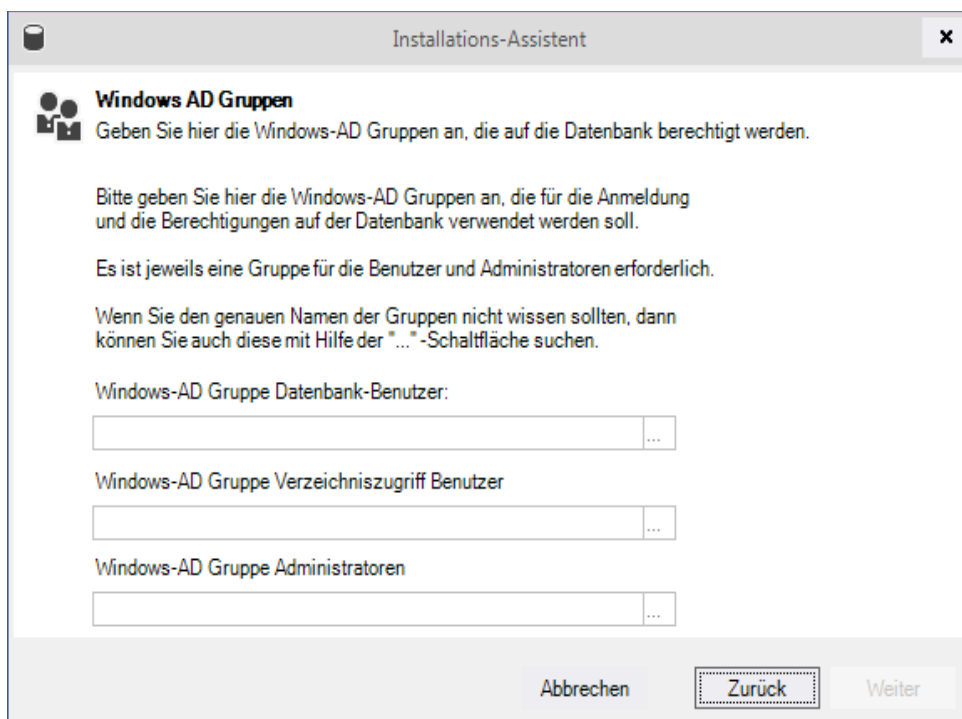 Installations-Assistent
Windows AD Gruppen
Geben Sie hier die Windows-AD Gruppen an, die auf die Datenbank berechtigt werden.
Bitte geben Sie hier die Windows-AD Gruppen an, die für die Anmeldung
und die Berechtigungen auf der Datenbank verwendet werden soll.
Es ist jeweils eine Gruppe für die Benutzer und Administratoren erforderlich.
Wenn Sie den genauen Namen der Gruppen nicht wissen sollten, dann
können Sie auch diese mit Hilfe der "..." -Schaltfläche suchen.
Windows-AD Gruppe Datenbank-Benutzer:
...
Windows-AD Gruppe Verzeichniszugriff Benutzer
...
Windows-AD Gruppe Administratoren
...
Abbrechen Zurück Weiter